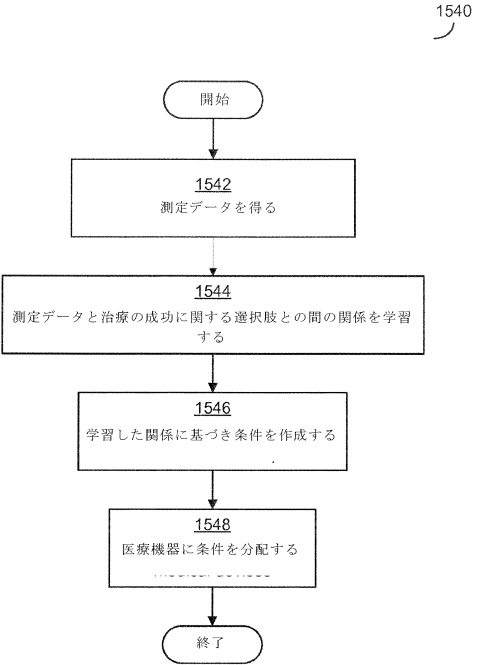 1540
開始
1542
測定データを得る
1544
測定データと治療の成功に関する選択肢との間の関係を学習
する
1546
学習した関係に基づき条件を作成する
1548
医療機器に条件を分配する
終了